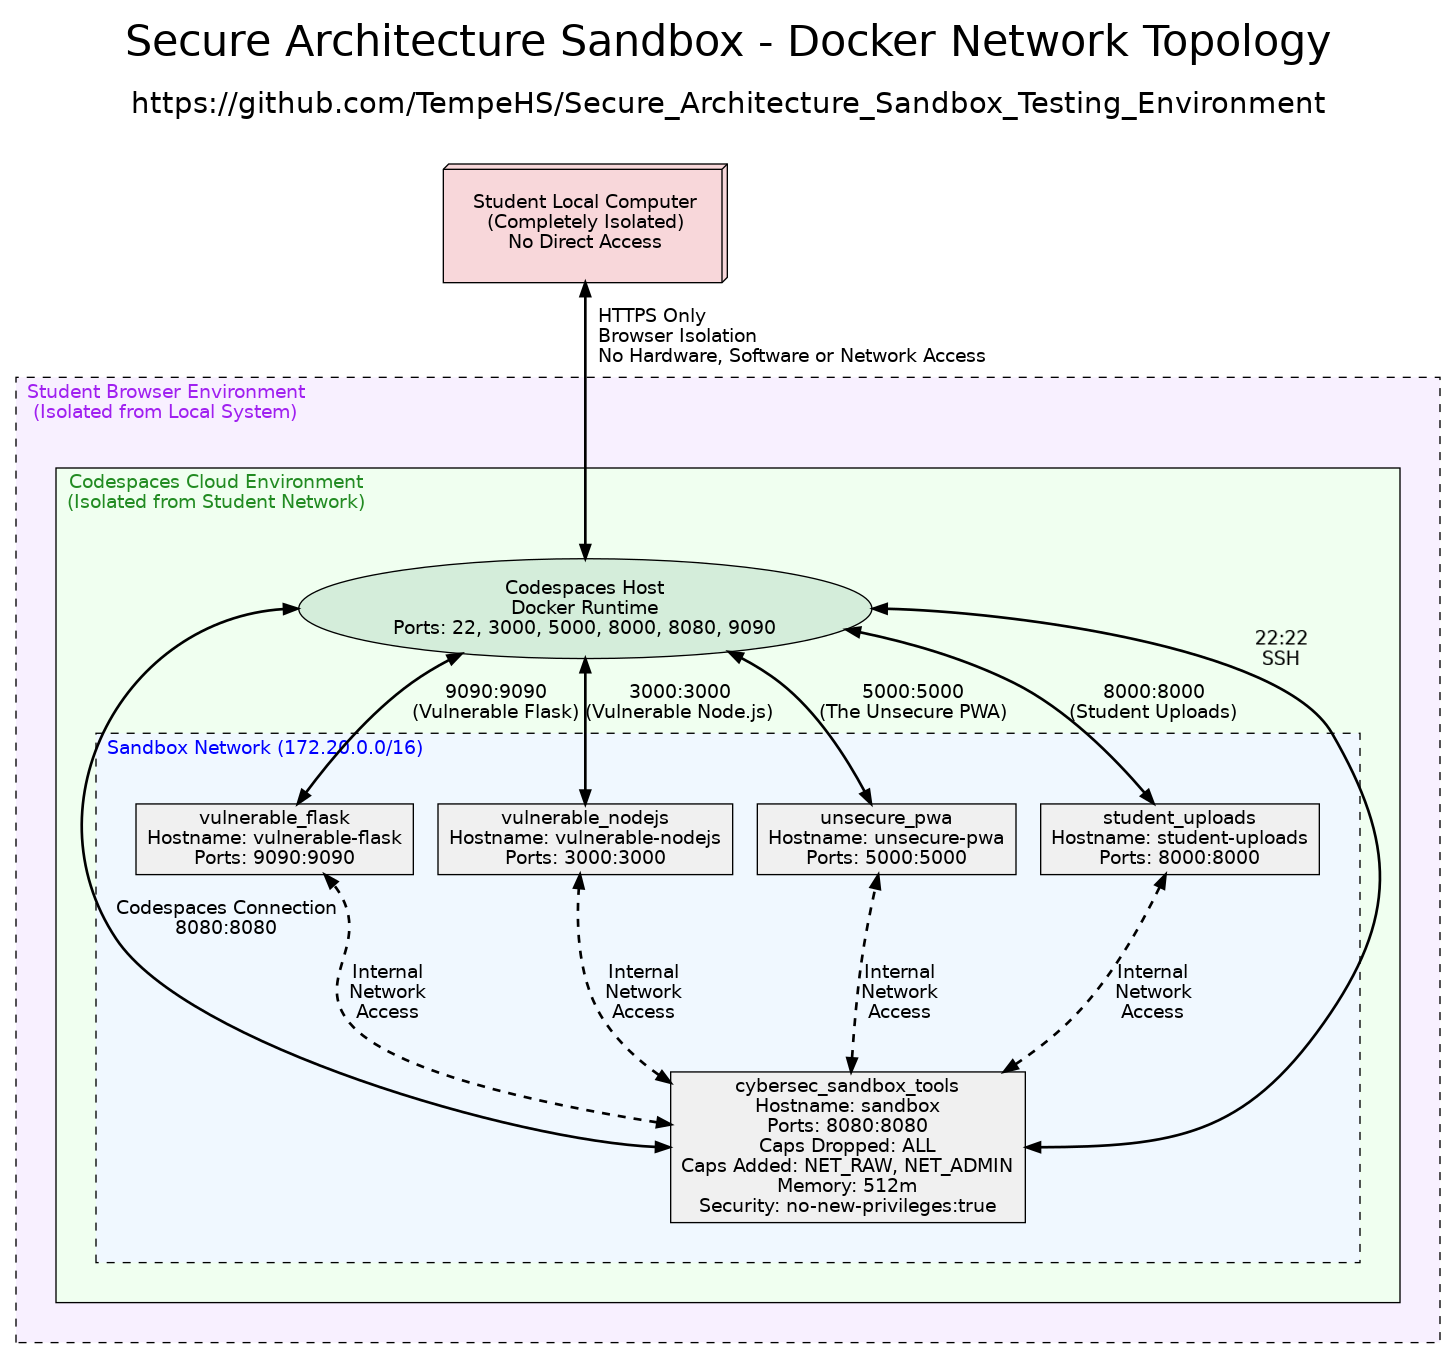 Secure Architecture Sandbox - Docker Network Topology
https://github.com/TempeHS/Secure_Architecture_Sandbox_Testing_Environment
Student Local Computer
(Completely Isolated)
No Direct Access
HTTPS Only
Browser Isolation
No Hardware, Software or Network Access
Student Browser Environment
(Isolated from Local System)
Codespaces Cloud Environment
(Isolated from Student Network)
Codespaces Host
Docker Runtime
Ports: 22, 3000, 5000, 8000, 8080, 9090
22:22
SSH
9090:9090
(Vulnerable Flask)
3000:3000
(Vulnerable Node.js)
5000:5000
(The Unsecure PWA)
8000:8000
(Student Uploads)
Sandbox Network (172.20.0.0/16)
vulnerable_flask
Hostname: vulnerable-flask
Ports: 9090:9090
vulnerable_nodejs
Hostname: vulnerable-nodejs
Ports: 3000:3000
unsecure_pwa
Hostname: unsecure-pwa
Ports: 5000:5000
student_uploads
Hostname: student-uploads
Ports: 8000:8000
Codespaces Connection
8080:8080
Internal
Network
Access
Internal
Network
Access
Internal
Network
Access
Internal
Network
Access
cybersec_sandbox_tools
Hostname: sandbox
Ports: 8080:8080
Caps Dropped: ALL
Caps Added: NET_RAW, NET_ADMIN
Memory: 512m
Security: no-new-privileges:true